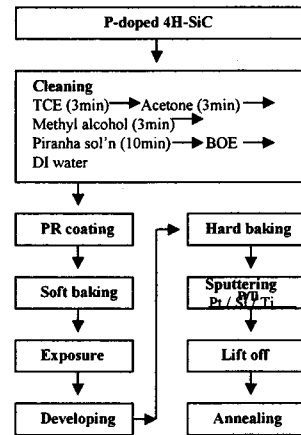 P-doped 4H-SiC
Cleaning
TCE (3min) → Acetone (3min) →
Methyl alcohol (3min) →
Piranha sol'n (10min) → BOE →
DI water
PR coating
Soft baking
Exposure
Developing
Hard baking
Sputtering
Pt / Si / Ti
Lift off
Annealing